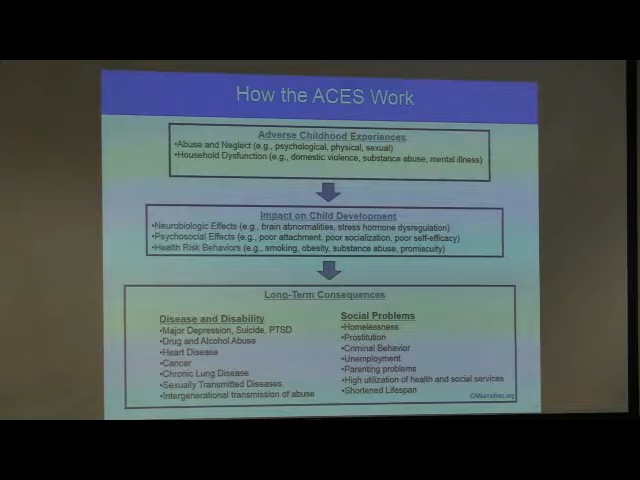 How the ACES Work
Adverse Childhood Experiences
•Abuse and Neglect (e.g., psychological, physical, sexual)
•Household Dysfunction (e.g., domestic violence, substance abuse, mental illness)
Impact on Child Development
•Neurobiologic Effects (e.g., brain abnormalities, stress hormone dysregulation)
•Psychosocial Effects (e.g., poor attachment, poor socialization, poor self-efficacy)
•Health Risk Behaviors (e.g., smoking, obesity, substance abuse, promiscuity)
Long-Term Consequences
Disease and Disability
•Major Depression, Suicide, PTSD
•Drug and Alcohol Abuse
•Heart Disease
•Cancer
•Chronic Lung Disease
•Sexually Transmitted Diseases
•Intergenerational transmission of abuse
Social Problems
•Homelessness
•Prostitution
•Criminal Behavior
•Unemployment
•Parenting problems
•High utilization of health and social services
•Shortened Lifespan